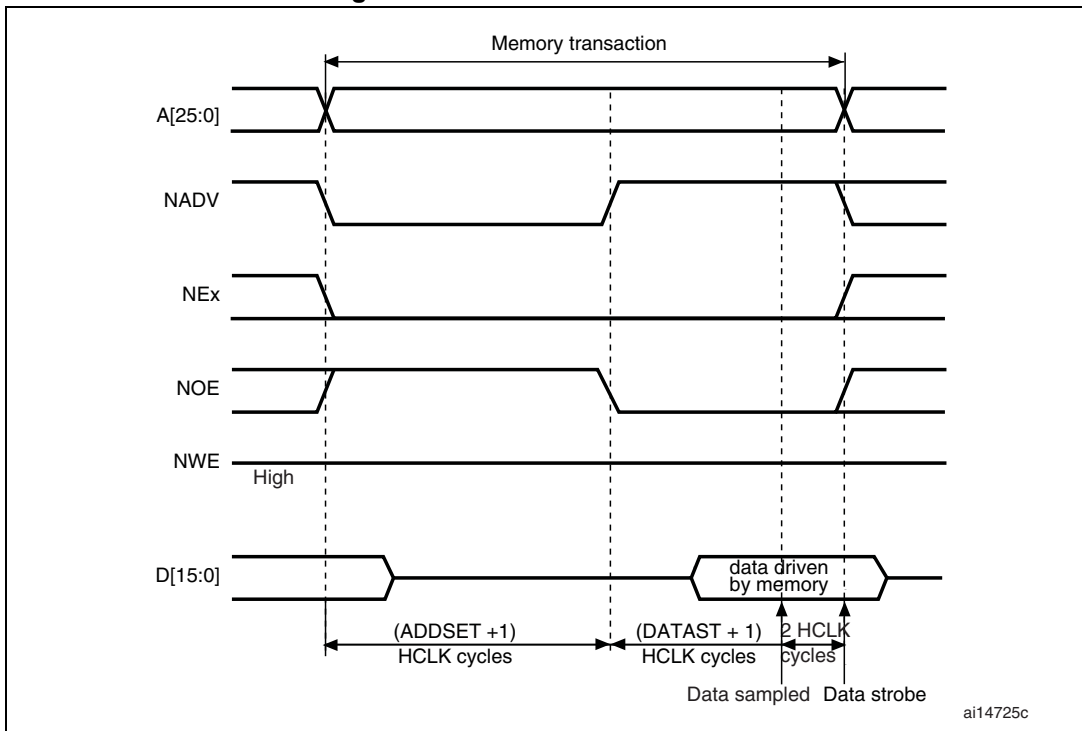 g
Memory transaction
A[25:0]
NADV
NEx
NOE
NWE
High
D[15:0]
data driven
by memory
(ADDSET +1)
HCLK cycles
(DATAST + 1)
HCLK cycles
2 HCLK
cycles
Data sampled
Data strobe
ai14725c